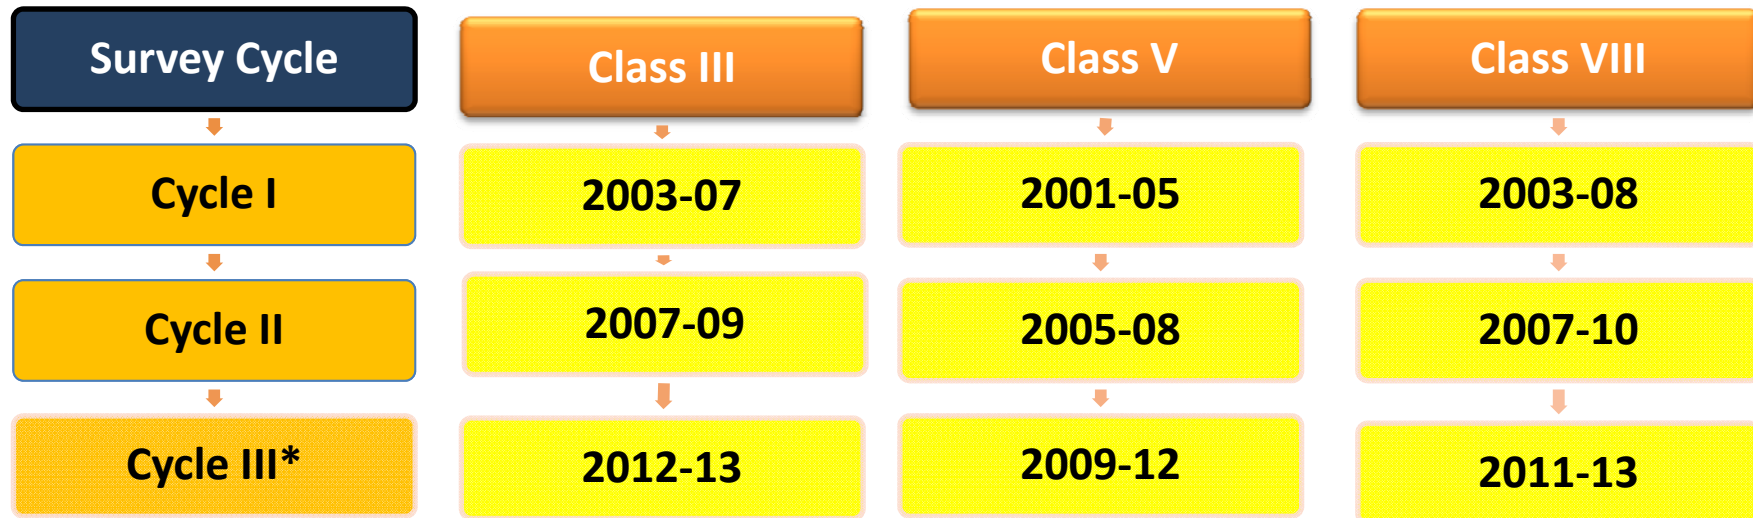 Survey Cycle Class III Class V Class VIII
Cycle I 2003-07 2001-05 2003-08
Cycle II 2007-09 2005-08 2007-10
Cycle III* 2012-13 2009-12 2011-13